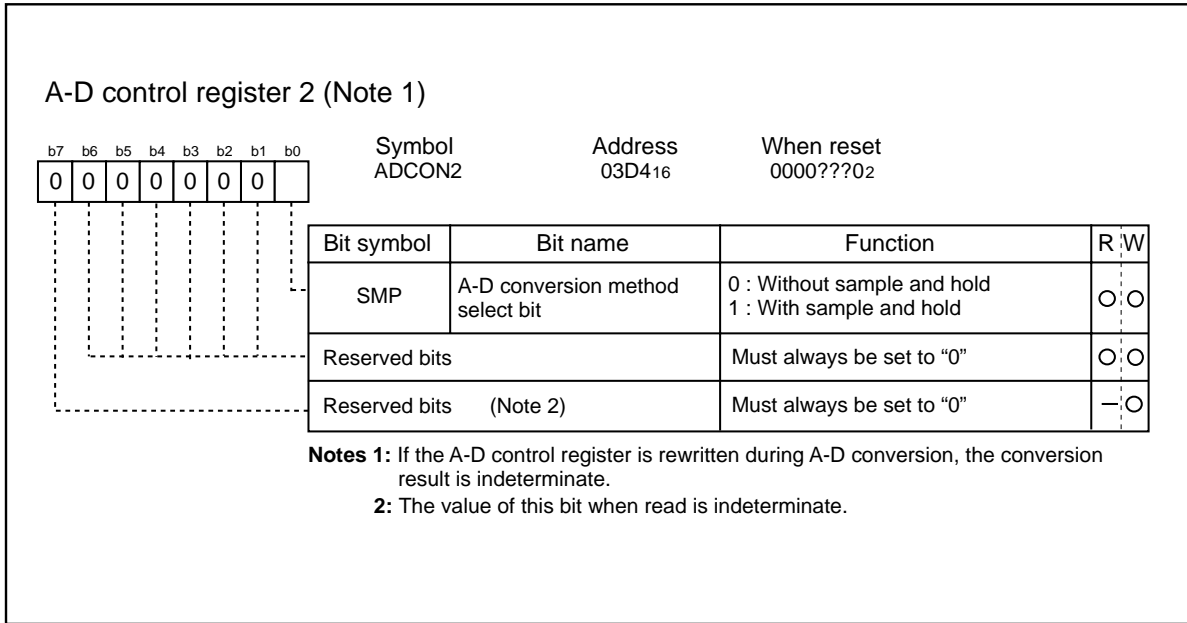 A-D control register 2 (Note 1)
b7 b6 b5 b4 b3 b2 b1 b0
0 0 0 0 0 0 0
Symbol Address When reset
ADCON2 03D416 0000???02
Bit symbol Bit name Function R W
SMP A-D conversion method select bit 0 : Without sample and hold
1 : With sample and hold
Reserved bits Must always be set to “0”
Reserved bits (Note 2) Must always be set to “0” –
Notes 1: If the A-D control register is rewritten during A-D conversion, the conversion
result is indeterminate.
2: The value of this bit when read is indeterminate.